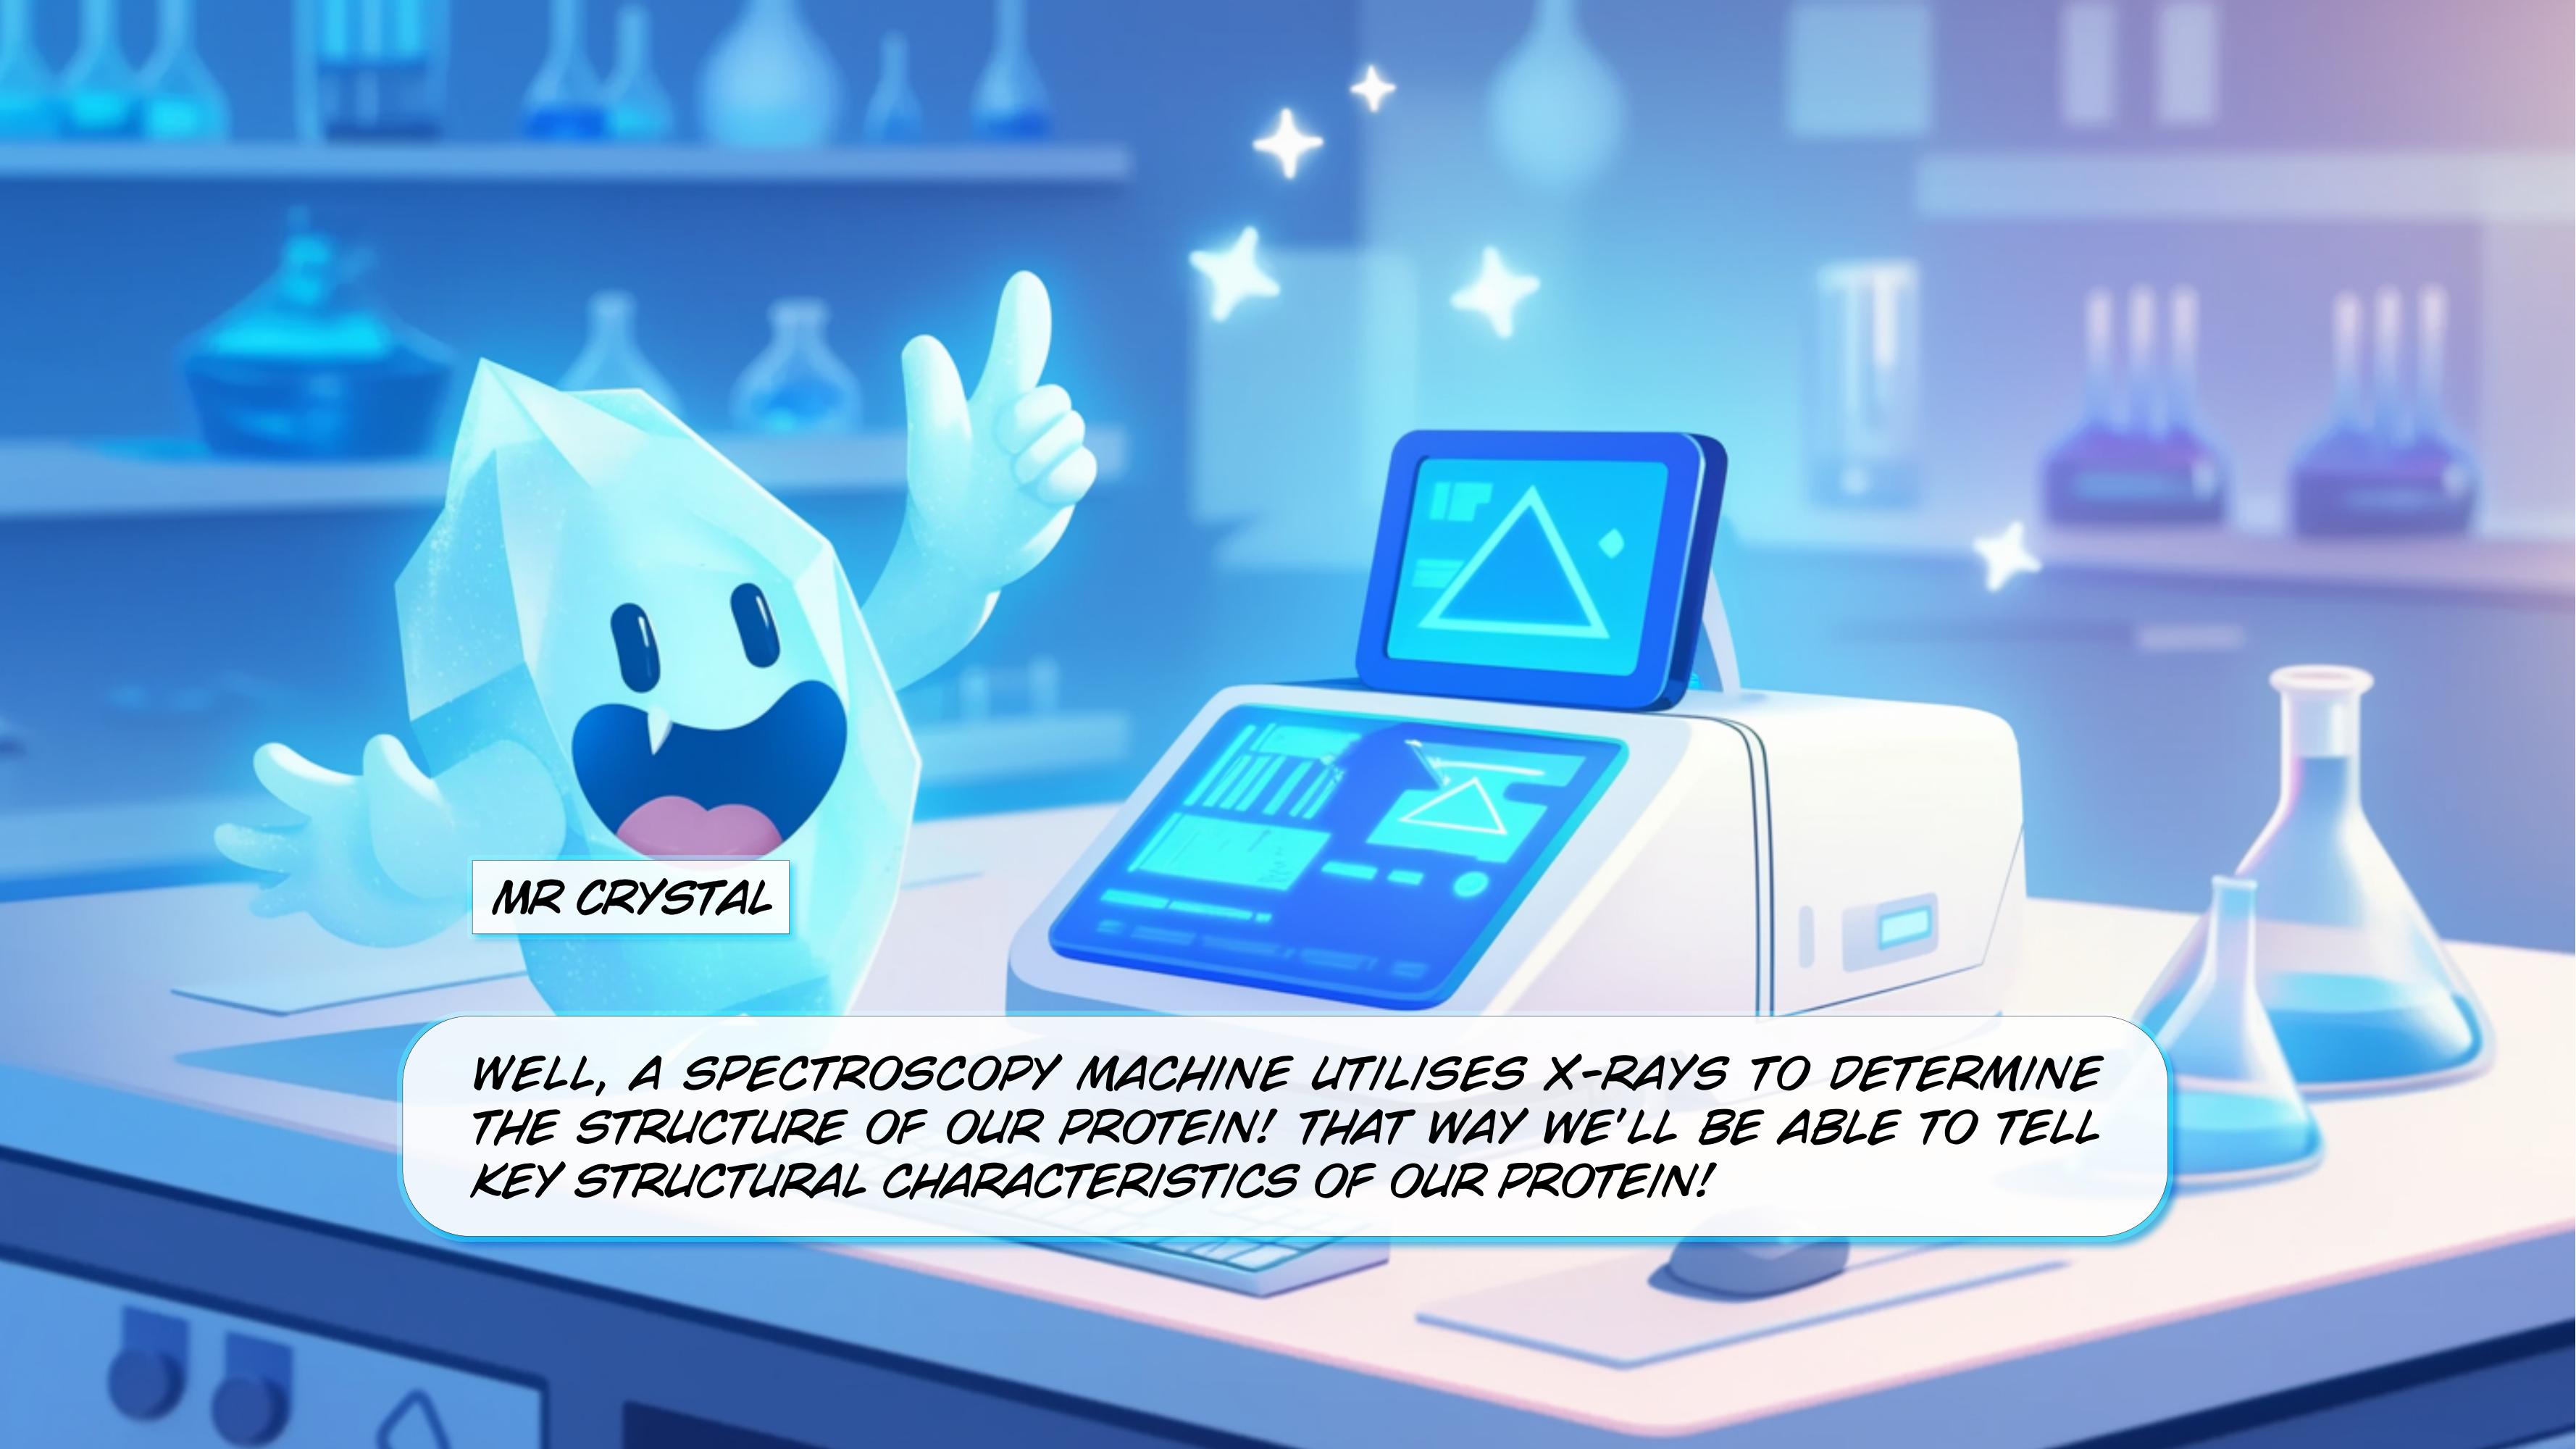 MR CRYSTAL
WELL, A SPECTROSCOPY MACHINE UTILISES X-RAYS TO DETERMINE
THE STRUCTURE OF OUR PROTEIN! THAT WAY WE'LL BE ABLE TO TELL
KEY STRUCTURAL CHARACTERISTICS OF OUR PROTEIN!